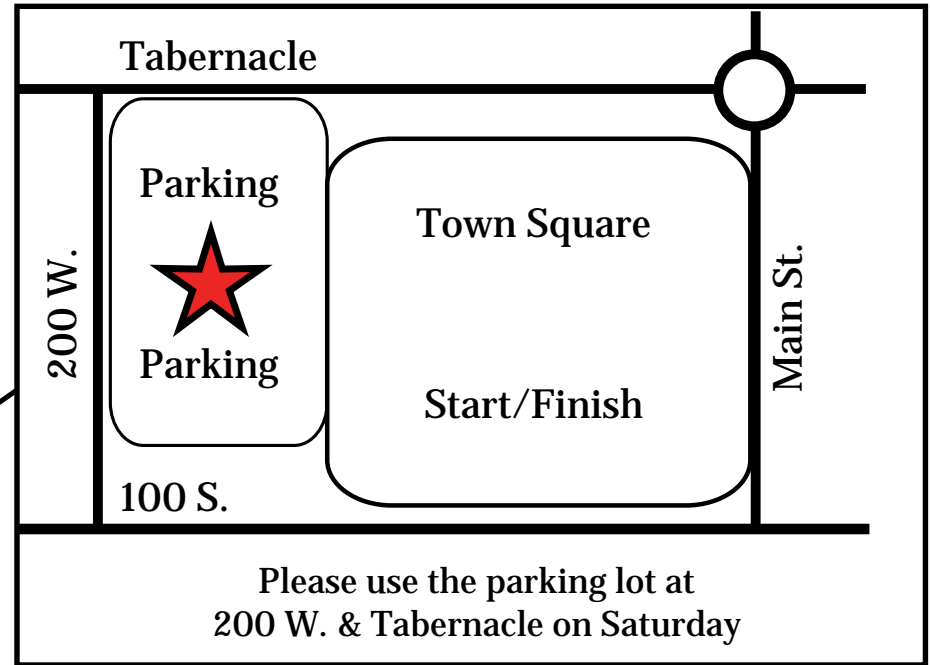 Tabernacle
Parking
Town Square
200 W.
Main St.
Parking
Start/Finish
100 S.
Please use the parking lot at
200 W. & Tabernacle on Saturday